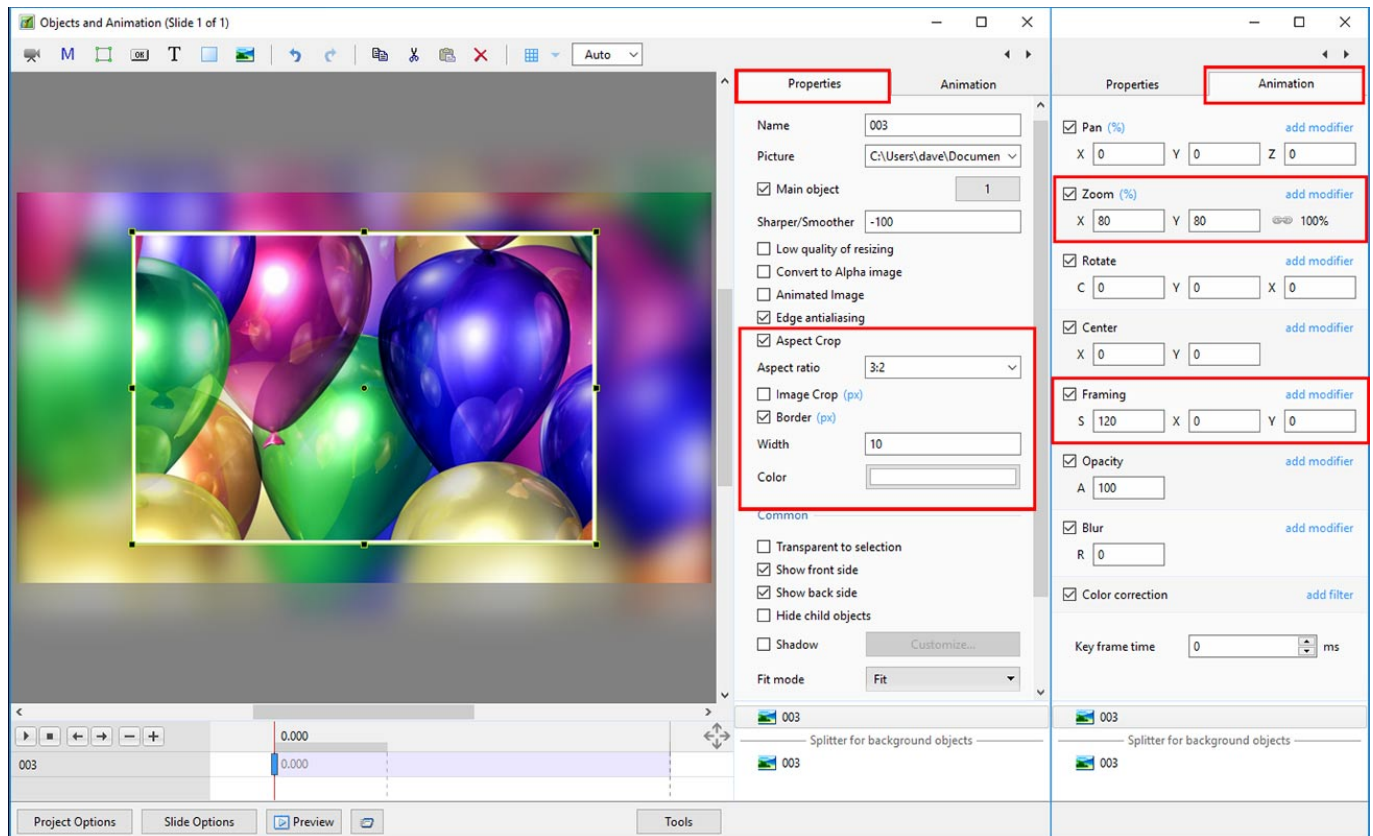 Objects and Animation (Slide 1 of 1)
M OK T Auto
Properties Animation
Name 003
Picture C:\Users\dave\Documen
Main object 1
Sharper/Smoother -100
Low quality of resizing
Convert to Alpha image
Animated Image
Edge antialiasing
Aspect Crop
Aspect ratio 3:2
Image Crop (px)
Border (px)
Width 10
Color
Common
Transparent to selection
Show front side
Show back side
Hide child objects
Shadow Customize...
Fit mode Fit
003
Splitter for background objects
003
Properties Animation
Pan (%) add modifier
X 0 Y 0 Z 0
Zoom (%) add modifier
X 80 Y 80 100%
Rotate add modifier
C 0 Y 0 X 0
Center add modifier
X 0 Y 0
Framing add modifier
S 120 X 0 Y 0
Opacity add modifier
A 100
Blur add modifier
R 0
Color correction add filter
Key frame time 0 ms
003
Splitter for background objects
003
0.000
003 0.000
Project Options Slide Options Preview Tools